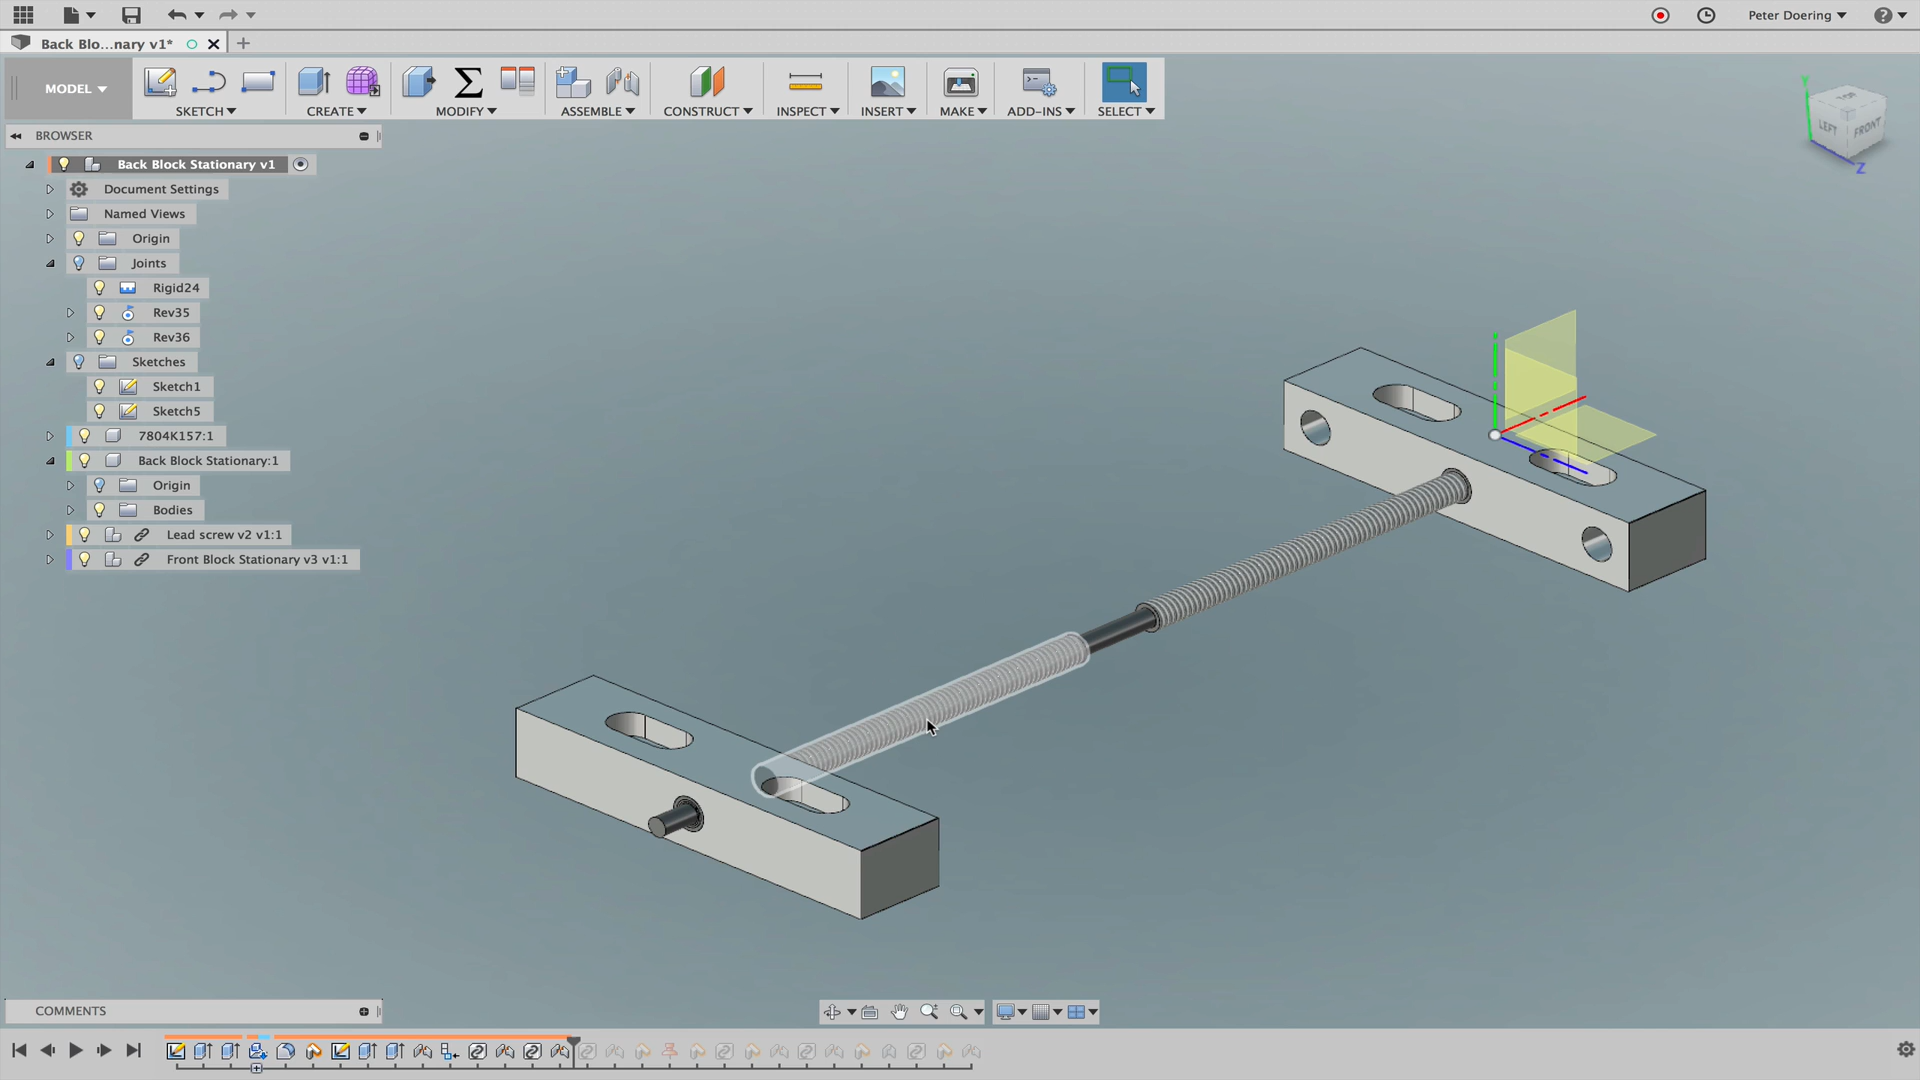 Peter Doering
Back Blo...nary v1*
MODEL
SKETCH
CREATE
MODIFY
ASSEMBLE
CONSTRUCT
INSPECT
INSERT
MAKE
ADD-INS
SELECT
BROWSER
Back Block Stationary v1
Document Settings
Named Views
Origin
Joints
Rigid24
Rev35
Rev36
Sketches
Sketch1
Sketch5
7804K157:1
Back Block Stationary:1
Origin
Bodies
Lead screw v2 v1:1
Front Block Stationary v3 v1:1
Y
TOP
LEFT
FRONT
Z
COMMENTS